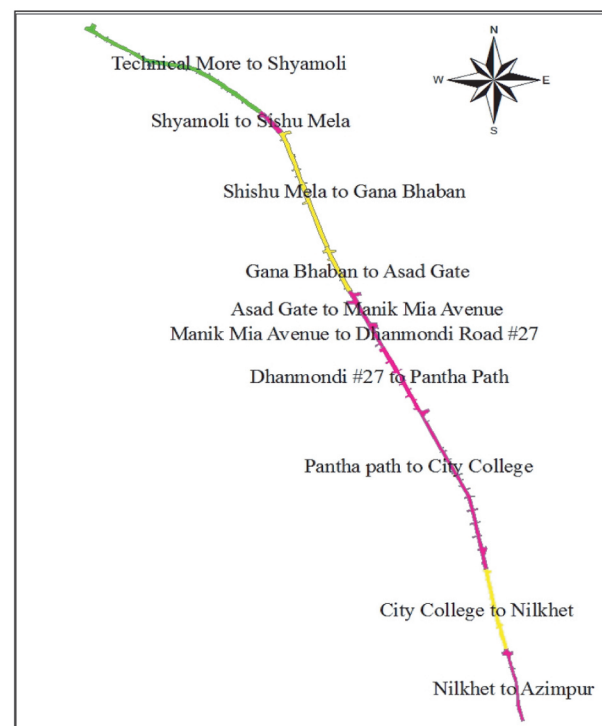 N
Technical More to Shyamoli
W
E
Shyamoli to Sishu Mela
S
Shishu Mela to Gana Bhaban
Gana Bhaban to Asad Gate
Asad Gate to Manik Mia Avenue
Manik Mia Avenue to Dhanmondi Road #27
Dhanmondi #27 to Pantha Path
Pantha path to City College
City College to Nilkhet
Nilkhet to Azimpur